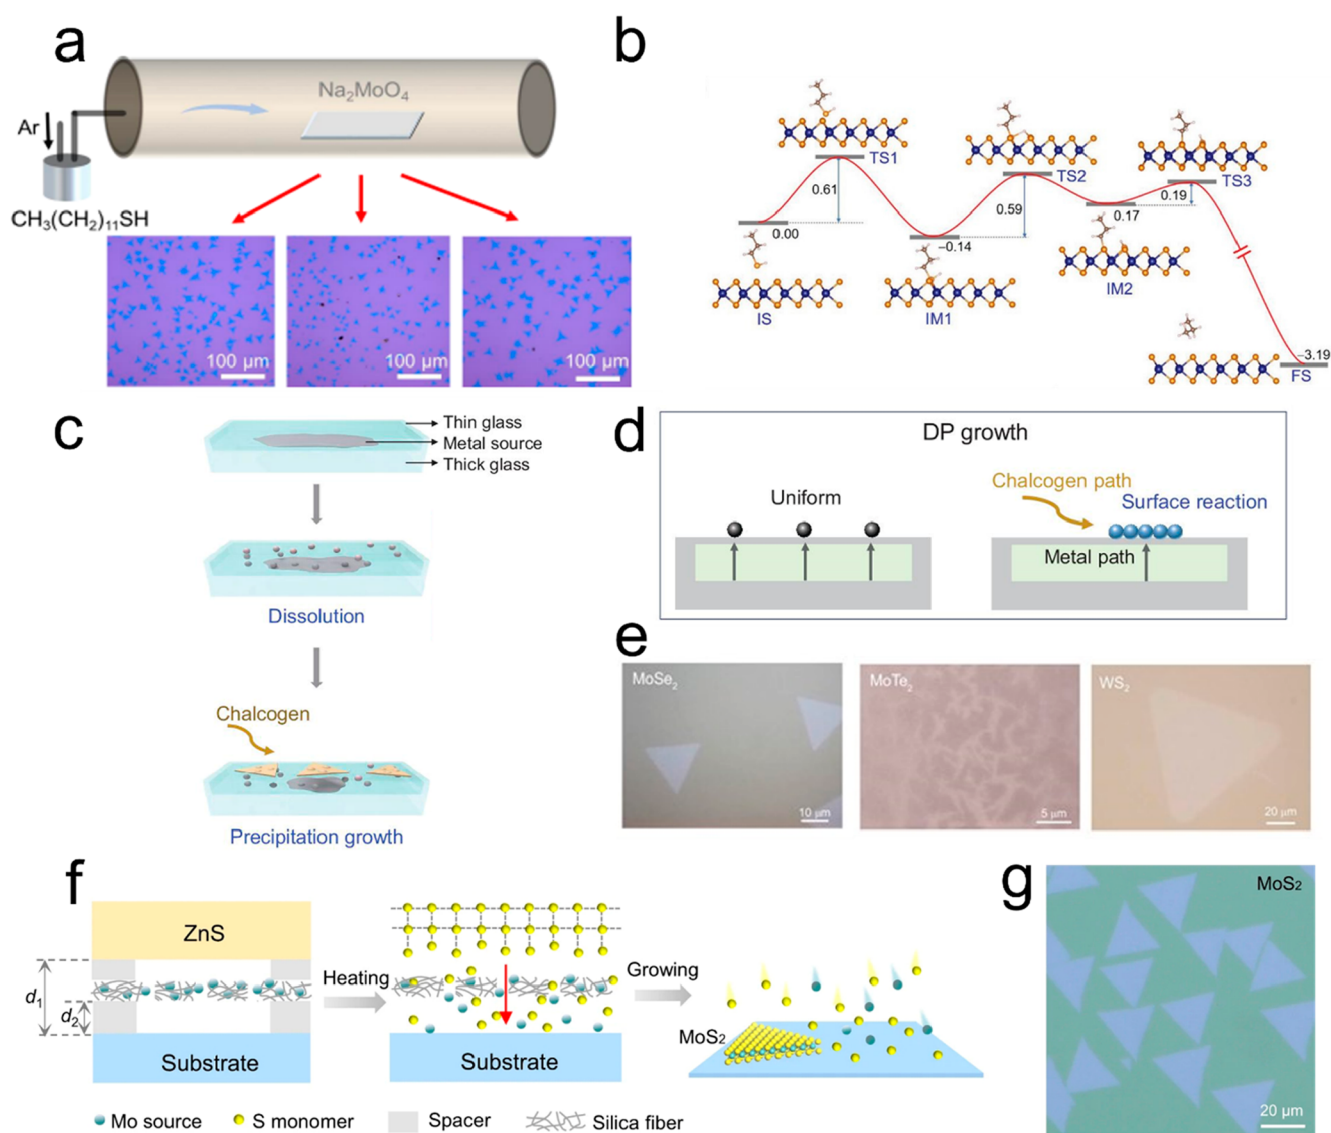 a
Na₂MoO₄
Ar
CH₃(CH₂)₁₁SH
100 μm
100 μm
100 μm
b
TS1
TS2
TS3
0.61
0.59
0.19
0.00
−0.14
0.17
IS
IM1
IM2
−3.19
FS
c
Thin glass
Metal source
Thick glass
Dissolution
Chalcogen
Precipitation growth
d
DP growth
Uniform
Chalcogen path
Surface reaction
Metal path
e
MoSe₂
10 μm
MoTe₂
5 μm
WS₂
20 μm
f
ZnS
d₁
d₂
Substrate
Heating
Substrate
Growing
MoS₂
Mo source
S monomer
Spacer
Silica fiber
g
MoS₂
20 μm